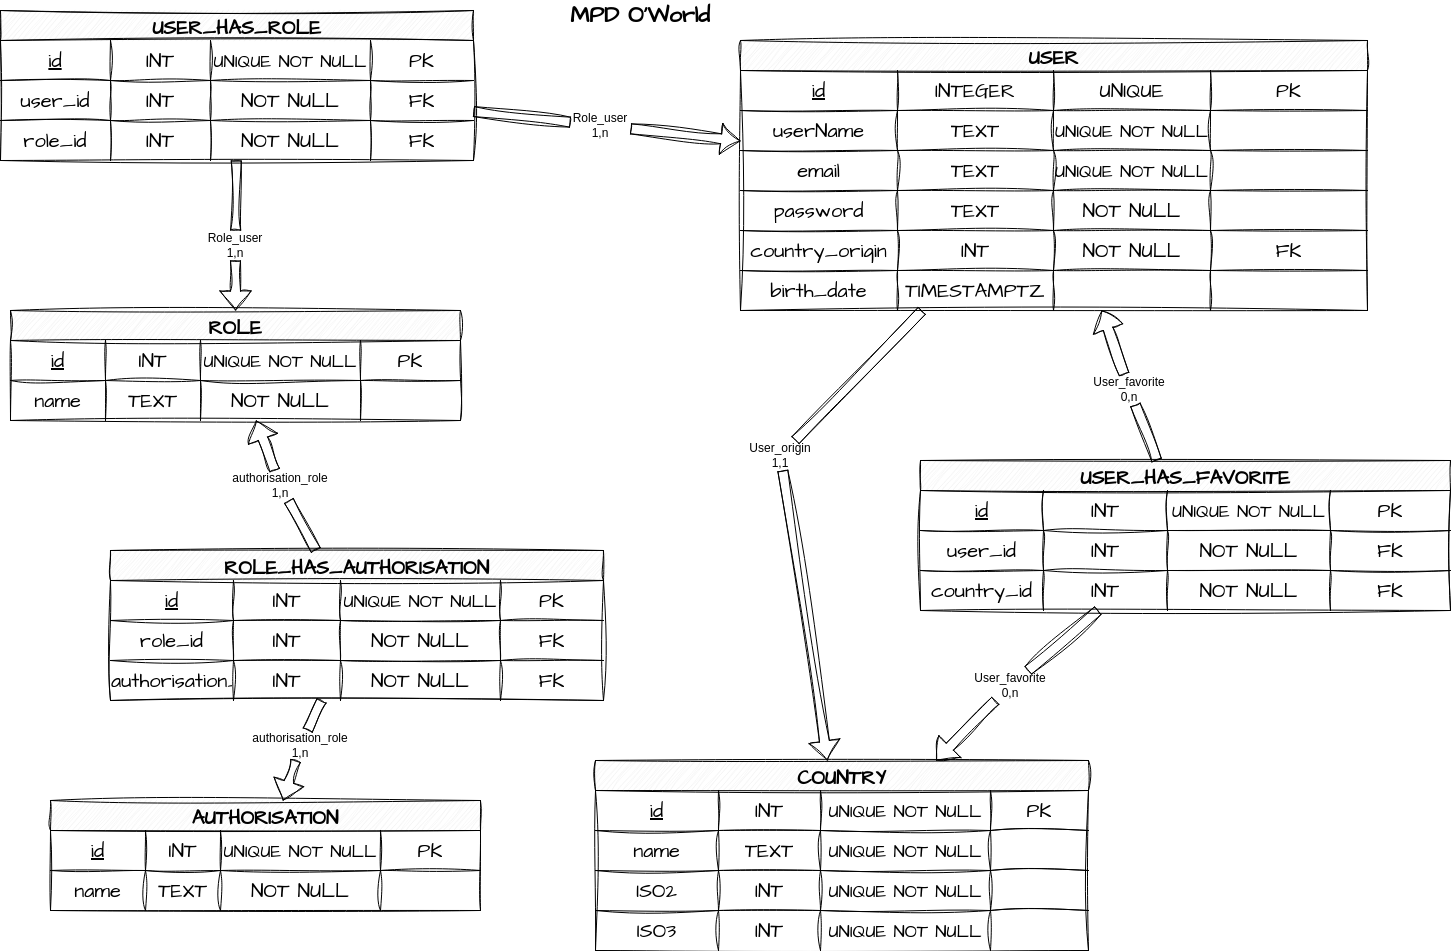 MPD O'World
USER_HAS_ROLE
id INT UNIQUE NOT NULL PK
user_id INT NOT NULL FK
role_id INT NOT NULL FK
Role_user
1,n
USER
id INTEGER UNIQUE PK
userName TEXT UNIQUE NOT NULL
email TEXT UNIQUE NOT NULL
password TEXT NOT NULL
country_origin INT NOT NULL FK
birth_date TIMESTAMPTZ
Role_user
1,n
ROLE
id INT UNIQUE NOT NULL PK
name TEXT NOT NULL
authorisation_role
1,n
User_favorite
0,n
User_origin
1,1
USER_HAS_FAVORITE
id INT UNIQUE NOT NULL PK
user_id INT NOT NULL FK
country_id INT NOT NULL FK
ROLE_HAS_AUTHORISATION
id INT UNIQUE NOT NULL PK
role_id INT NOT NULL FK
authorisation_ INT NOT NULL FK
User_favorite
0,n
authorisation_role
1,n
AUTHORISATION
id INT UNIQUE NOT NULL PK
name TEXT NOT NULL
COUNTRY
id INT UNIQUE NOT NULL PK
name TEXT UNIQUE NOT NULL
ISO2 INT UNIQUE NOT NULL
ISO3 INT UNIQUE NOT NULL